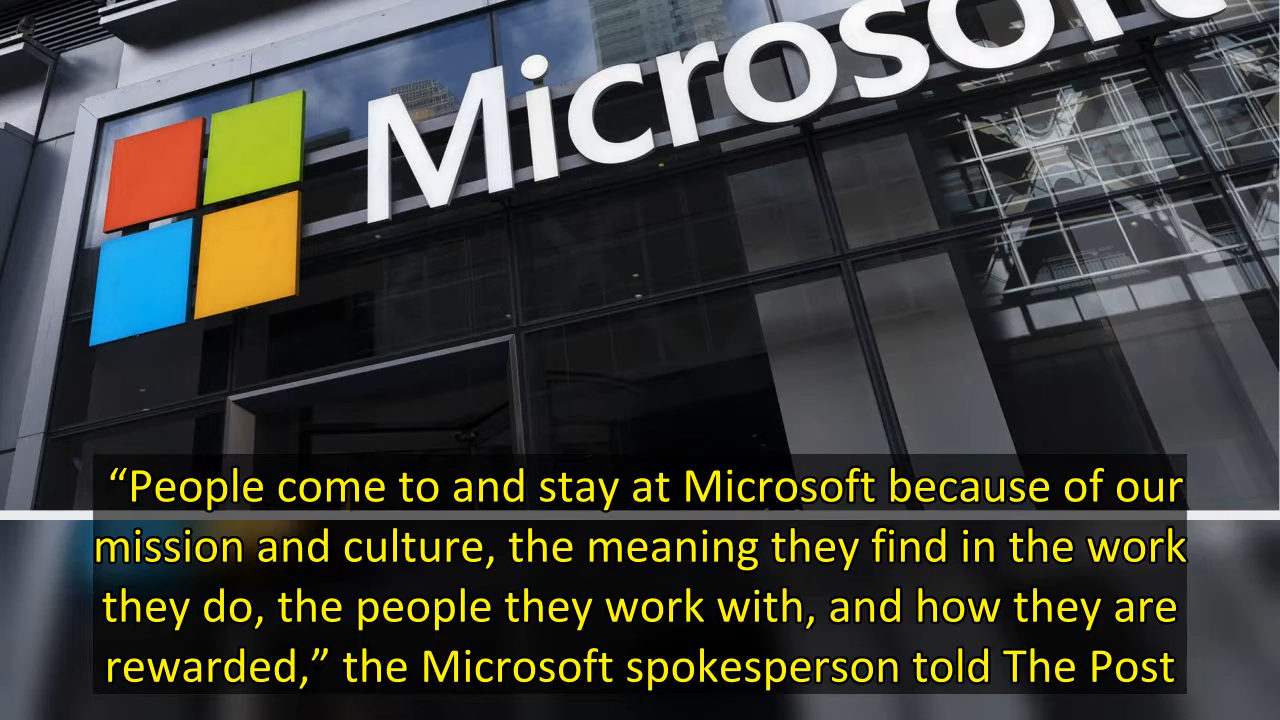 Microsoft
“People come to and stay at Microsoft because of our
mission and culture, the meaning they find in the work
they do, the people they work with, and how they are
rewarded,” the Microsoft spokesperson told The Post